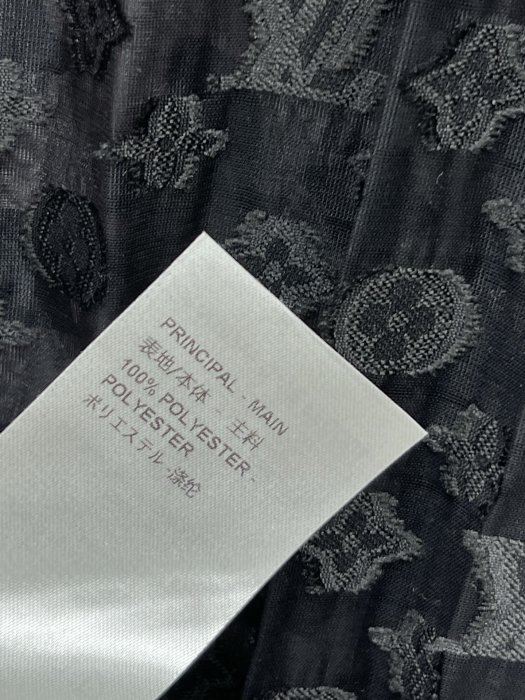 PRINCIPAL - MAIN
表地/本体 - 主料
100% POLYESTER -
POLYESTER
ポリエステル -涤纶